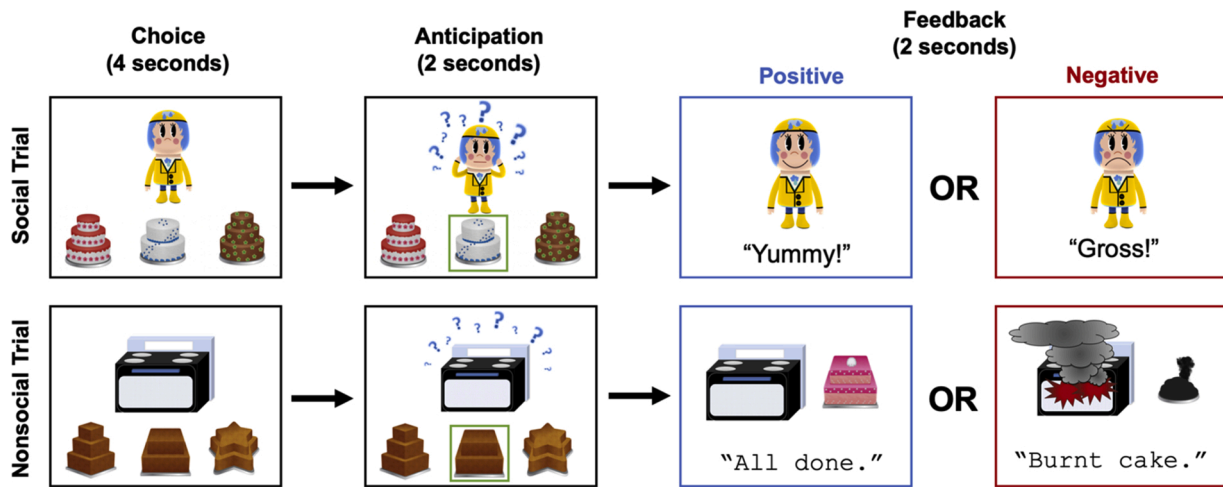 Choice
(4 seconds)
Anticipation
(2 seconds)
Feedback
(2 seconds)
Positive
Negative
Social Trial
? ? ? ? ? ? ? ?
OR
“Yummy!”
“Gross!”
Nonsocial Trial
? ? ? ? ? ? ? ?
OR
“All done.”
“Burnt cake.”